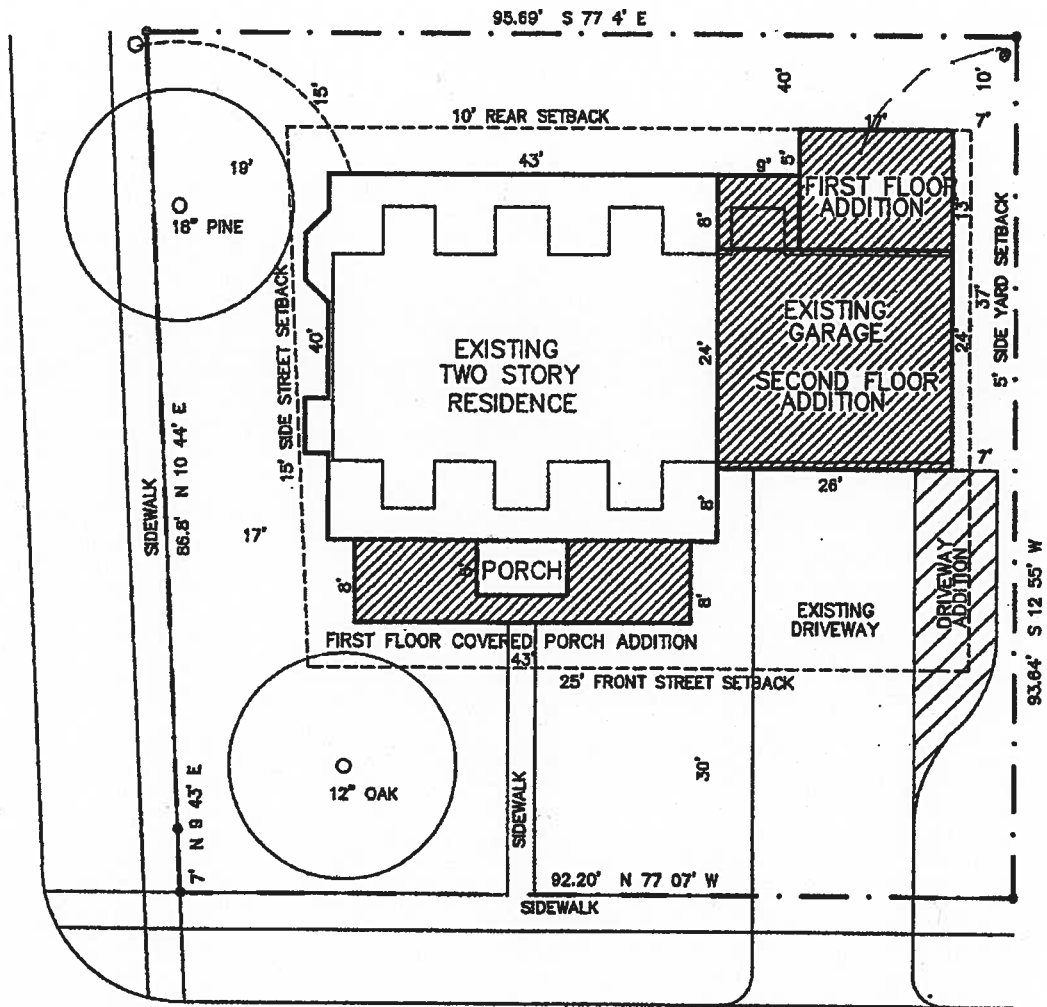 95.69' S 77 4' E
15'
40'
10'
10' REAR SETBACK
17'
7'
19'
43'
9'
5'
18" PINE
8'
FIRST FLOOR
ADDITION
13'
15' SIDE STREET SETBACK
40'
EXISTING
TWO STORY
RESIDENCE
24'
EXISTING
GARAGE
SECOND FLOOR
ADDITION
24'
37'
5' SIDE YARD SETBACK
SIDEWALK
86.8' N 10 44' E
17'
8'
26'
7'
8'
PORCH
8'
EXISTING
DRIVEWAY
DRIVEWAY
ADDITION
93.64' S 12 55' W
FIRST FLOOR COVERED PORCH ADDITION
43'
25' FRONT STREET SETBACK
12" OAK
SIDEWALK
30'
7' N 9 43' E
92.20' N 77 07' W
SIDEWALK